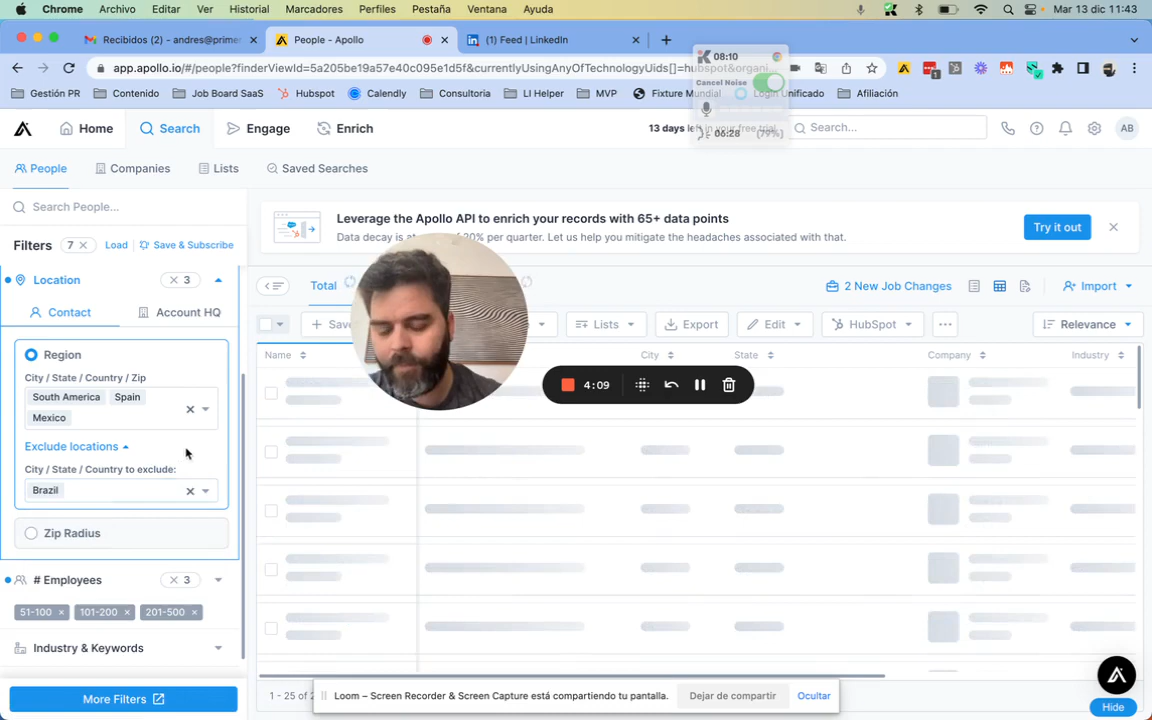 Chrome Archivo Editar Ver Historial Marcadores Perfiles Pestaña Ventana Ayuda Mar 13 dic 11:43
Recibidos (2) - andres@primer People - Apollo (1) Feed | LinkedIn
app.apollo.io/#/people?finderViewId=5a205be19a57e40c095e1d5f&currentlyUsingAnyOfTechnologyUids[]=hubspot&organi
08:10
Cancel Noise
06:28 (79%)
Gestión PR Contenido Job Board SaaS Hubspot Calendly Consultoria LI Helper MVP Fixture Mundial Login Unificado Afiliación
Home Search Engage Enrich 13 days left in your free trial Search... AB
People Companies Lists Saved Searches
Search People...
Leverage the Apollo API to enrich your records with 65+ data points
Data decay is at 20% per quarter. Let us help you mitigate the headaches associated with that.
Try it out
Filters 7 Load Save & Subscribe
Location 3
Contact Account HQ
Region
City / State / Country / Zip
South America Spain
Mexico
Exclude locations
City / State / Country to exclude:
Brazil
Zip Radius
# Employees 3
51-100 101-200 201-500
Industry & Keywords
More Filters
Total 2 New Job Changes Import
Lists Export Edit HubSpot Relevance
Name City State Company Industry
4:09
1 - 25 of
Loom – Screen Recorder & Screen Capture está compartiendo tu pantalla. Dejar de compartir Ocultar
Hide